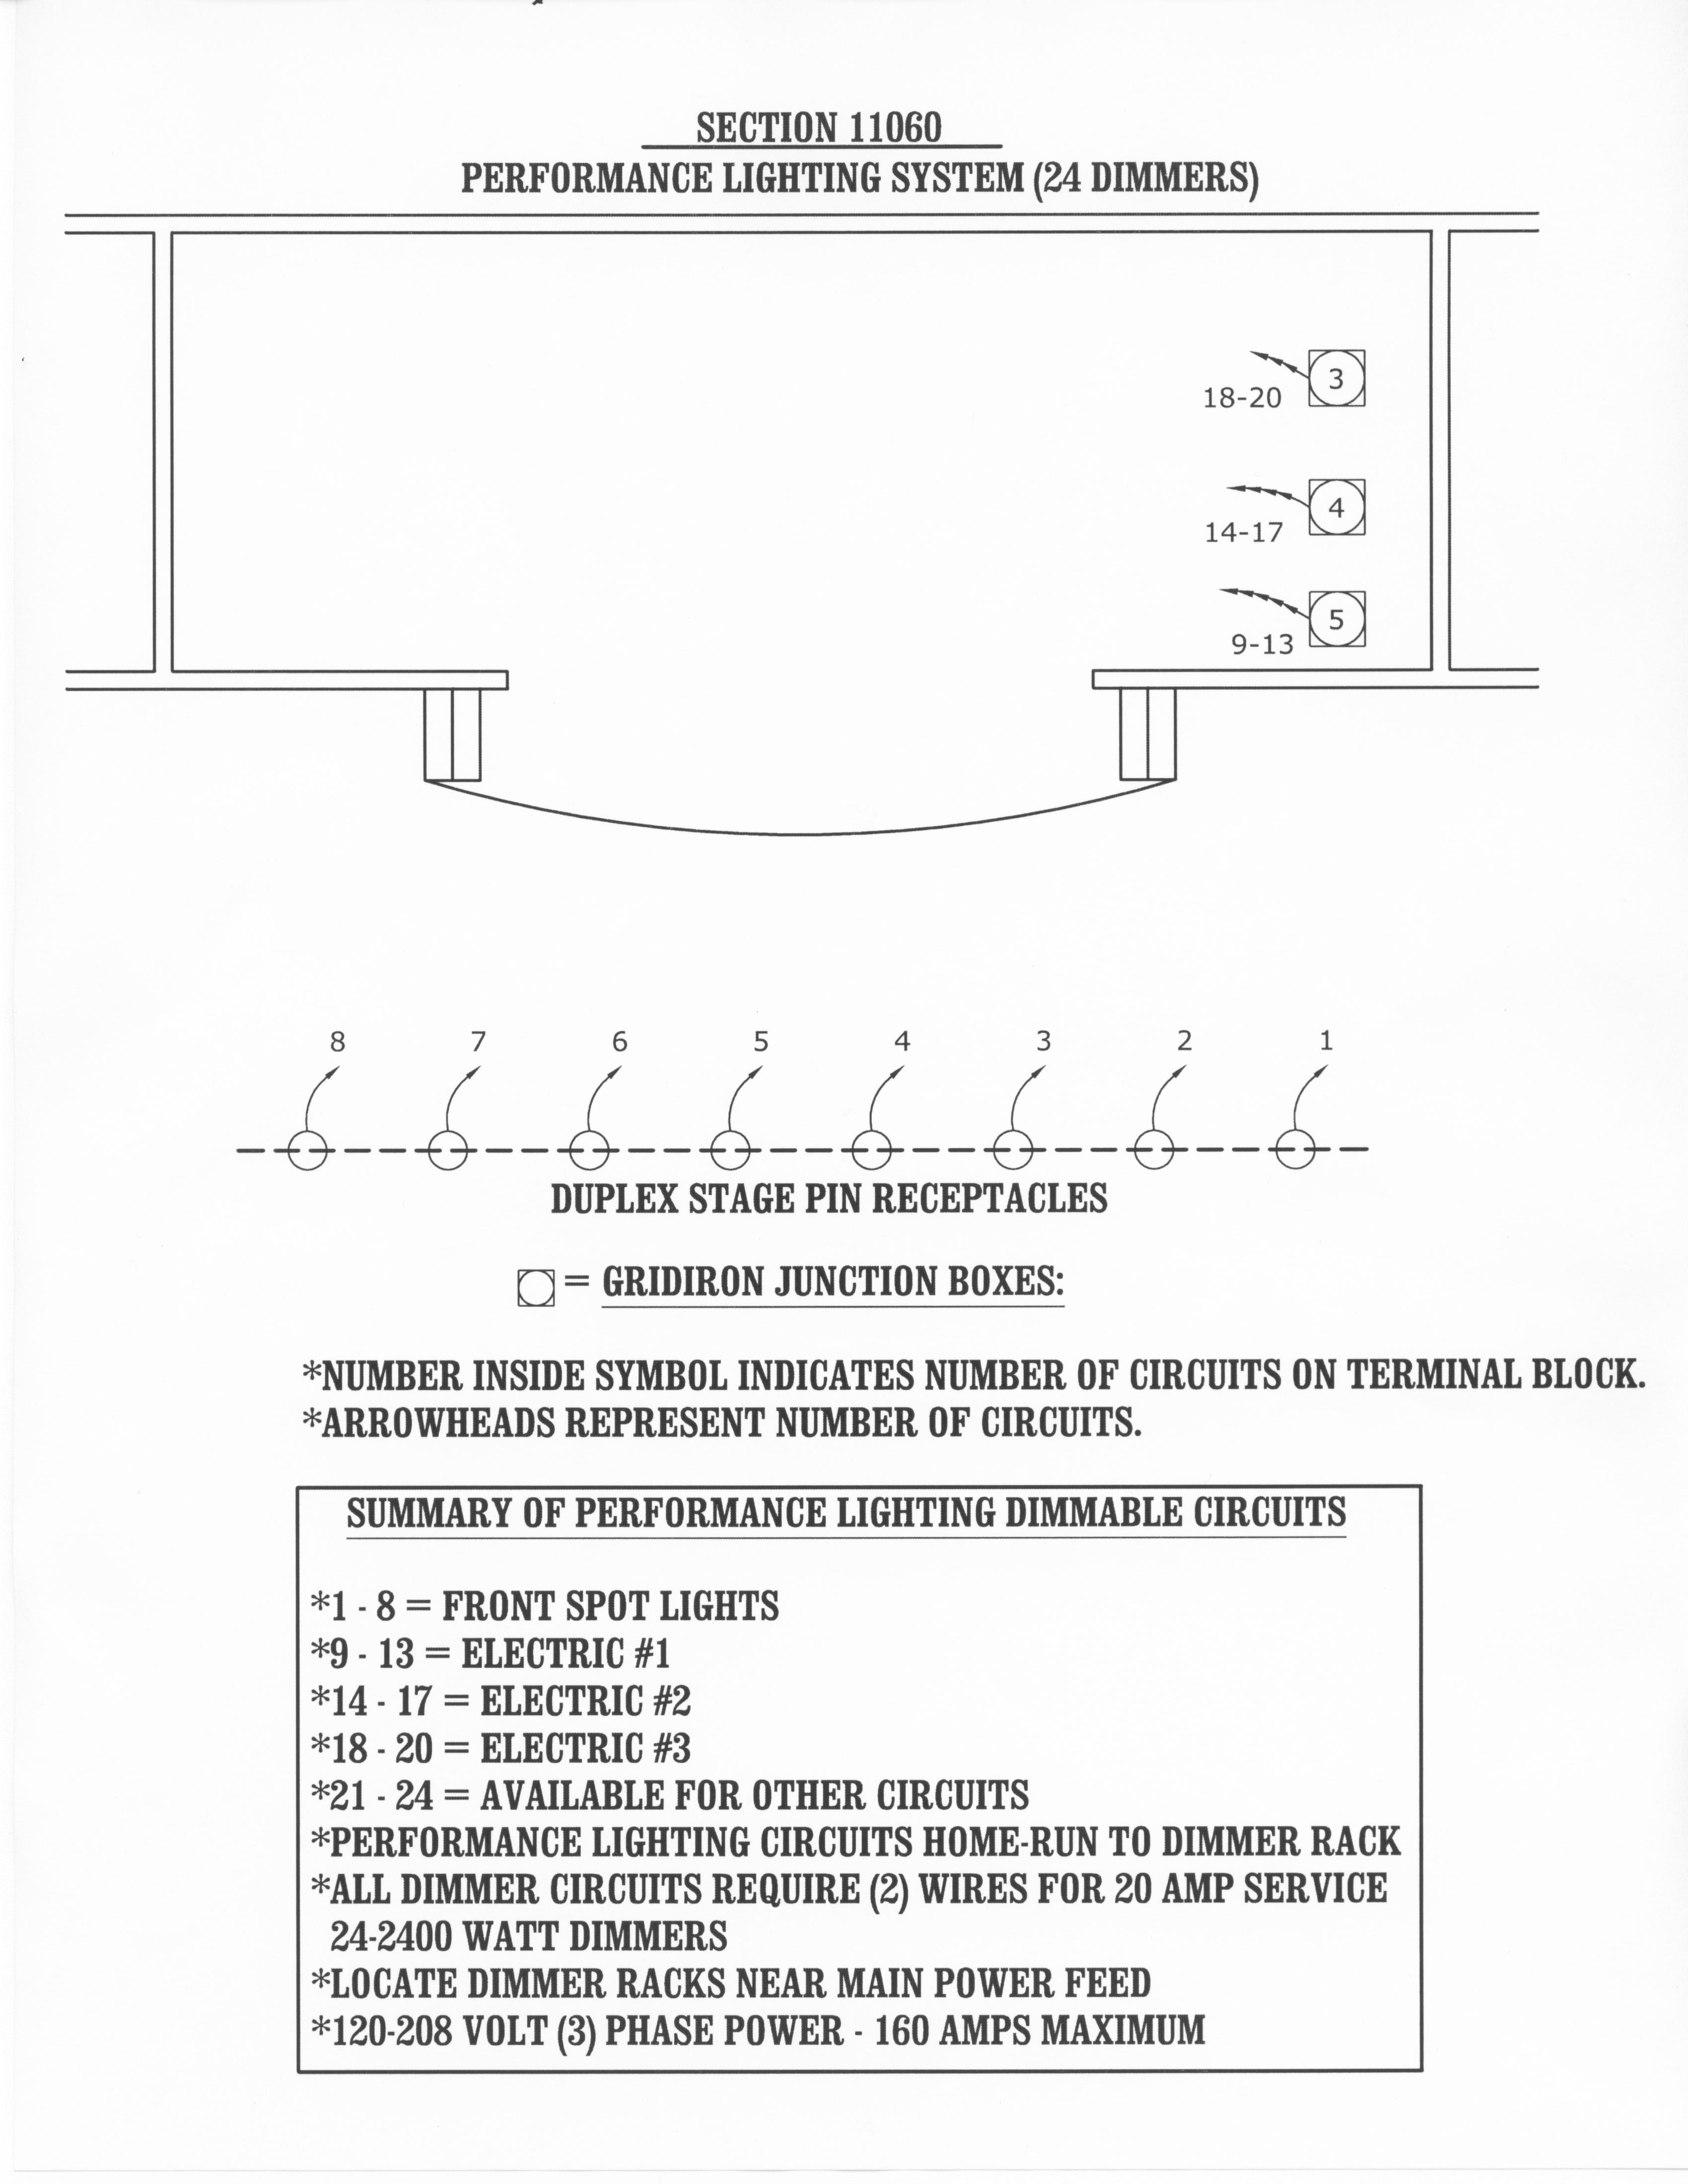 SECTION 11060
PERFORMANCE LIGHTING SYSTEM (24 DIMMERS)
3
18-20
4
14-17
5
9-13
8 7 6 5 4 3 2 1
DUPLEX STAGE PIN RECEPTACLES
= GRIDIRON JUNCTION BOXES:
*NUMBER INSIDE SYMBOL INDICATES NUMBER OF CIRCUITS ON TERMINAL BLOCK.
*ARROWHEADS REPRESENT NUMBER OF CIRCUITS.
SUMMARY OF PERFORMANCE LIGHTING DIMMABLE CIRCUITS
*1 - 8 = FRONT SPOT LIGHTS
*9 - 13 = ELECTRIC #1
*14 - 17 = ELECTRIC #2
*18 - 20 = ELECTRIC #3
*21 - 24 = AVAILABLE FOR OTHER CIRCUITS
*PERFORMANCE LIGHTING CIRCUITS HOME-RUN TO DIMMER RACK
*ALL DIMMER CIRCUITS REQUIRE (2) WIRES FOR 20 AMP SERVICE
24-2400 WATT DIMMERS
*LOCATE DIMMER RACKS NEAR MAIN POWER FEED
*120-208 VOLT (3) PHASE POWER - 160 AMPS MAXIMUM